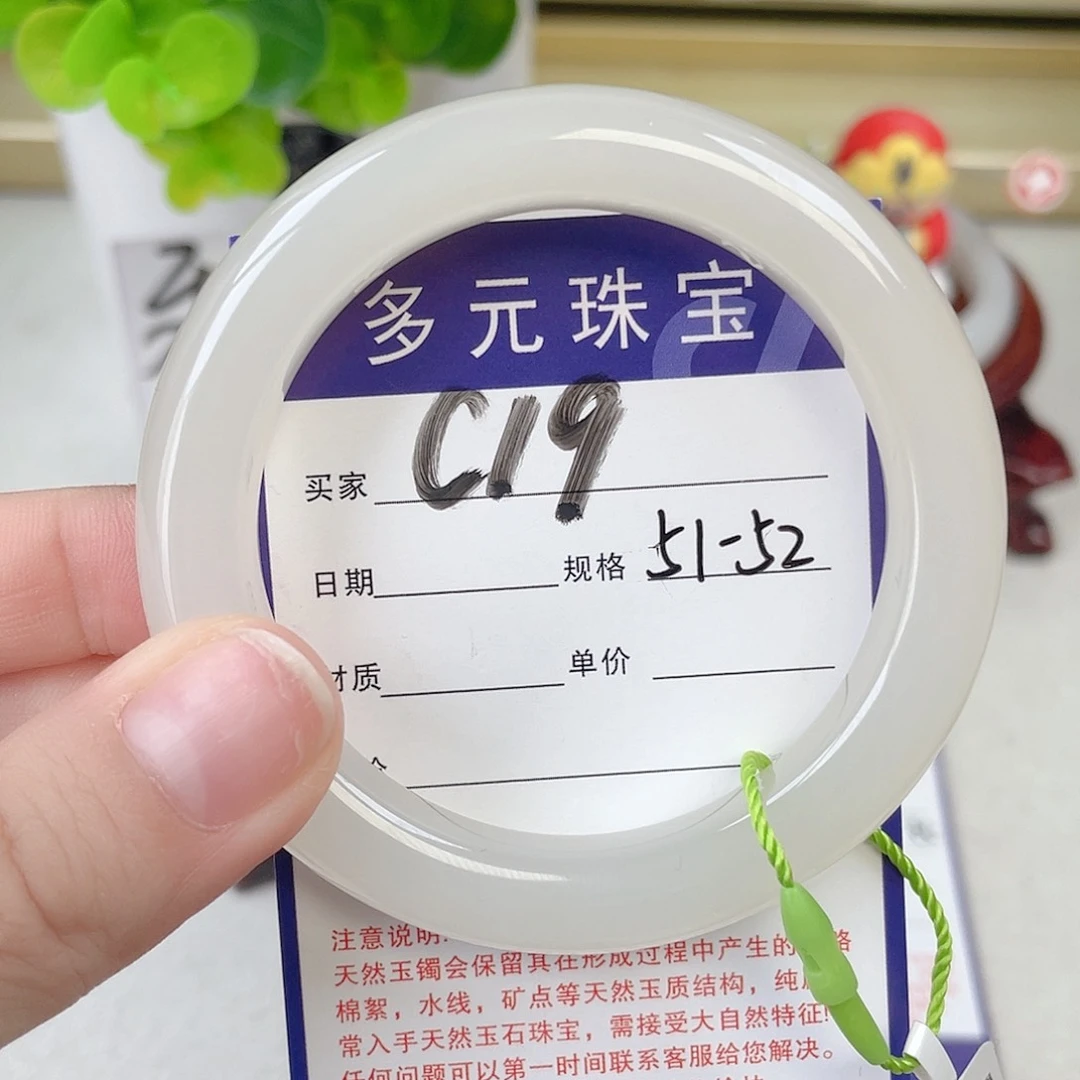 多元珠宝
买家 C19
日期 规格 51-52
材质 单价
注意说明:
天然玉镯会保留其在形成过程中产生的
棉絮，水线，矿点等天然玉质结构，纯
常入手天然玉石珠宝，需接受大自然特征!
任何问题可以第一时间联系客服给您解决。